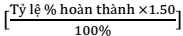 [Tỷ lệ % hoàn thành ×1.50
100%]